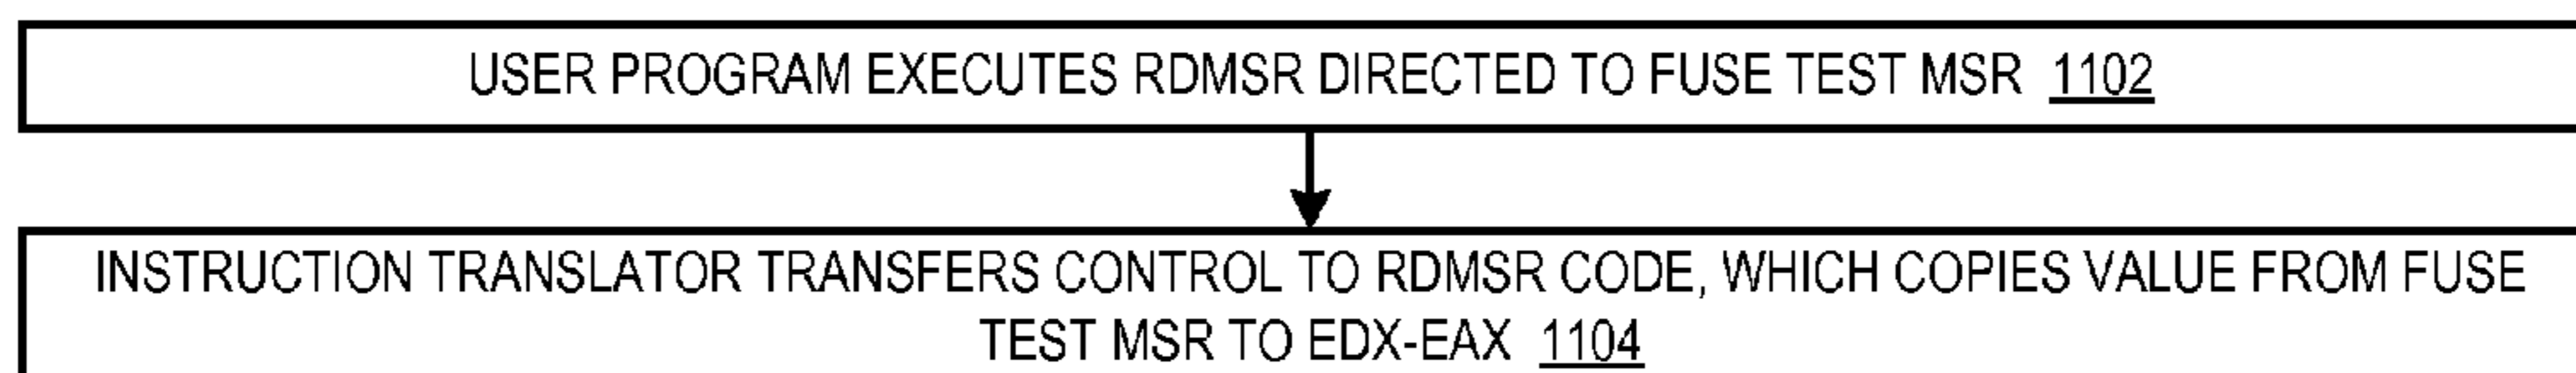 USER PROGRAM EXECUTES RDMSR DIRECTED TO FUSE TEST MSR 1102
INSTRUCTION TRANSLATOR TRANSFERS CONTROL TO RDMSR CODE, WHICH COPIES VALUE FROM FUSE
TEST MSR TO EDX-EAX 1104